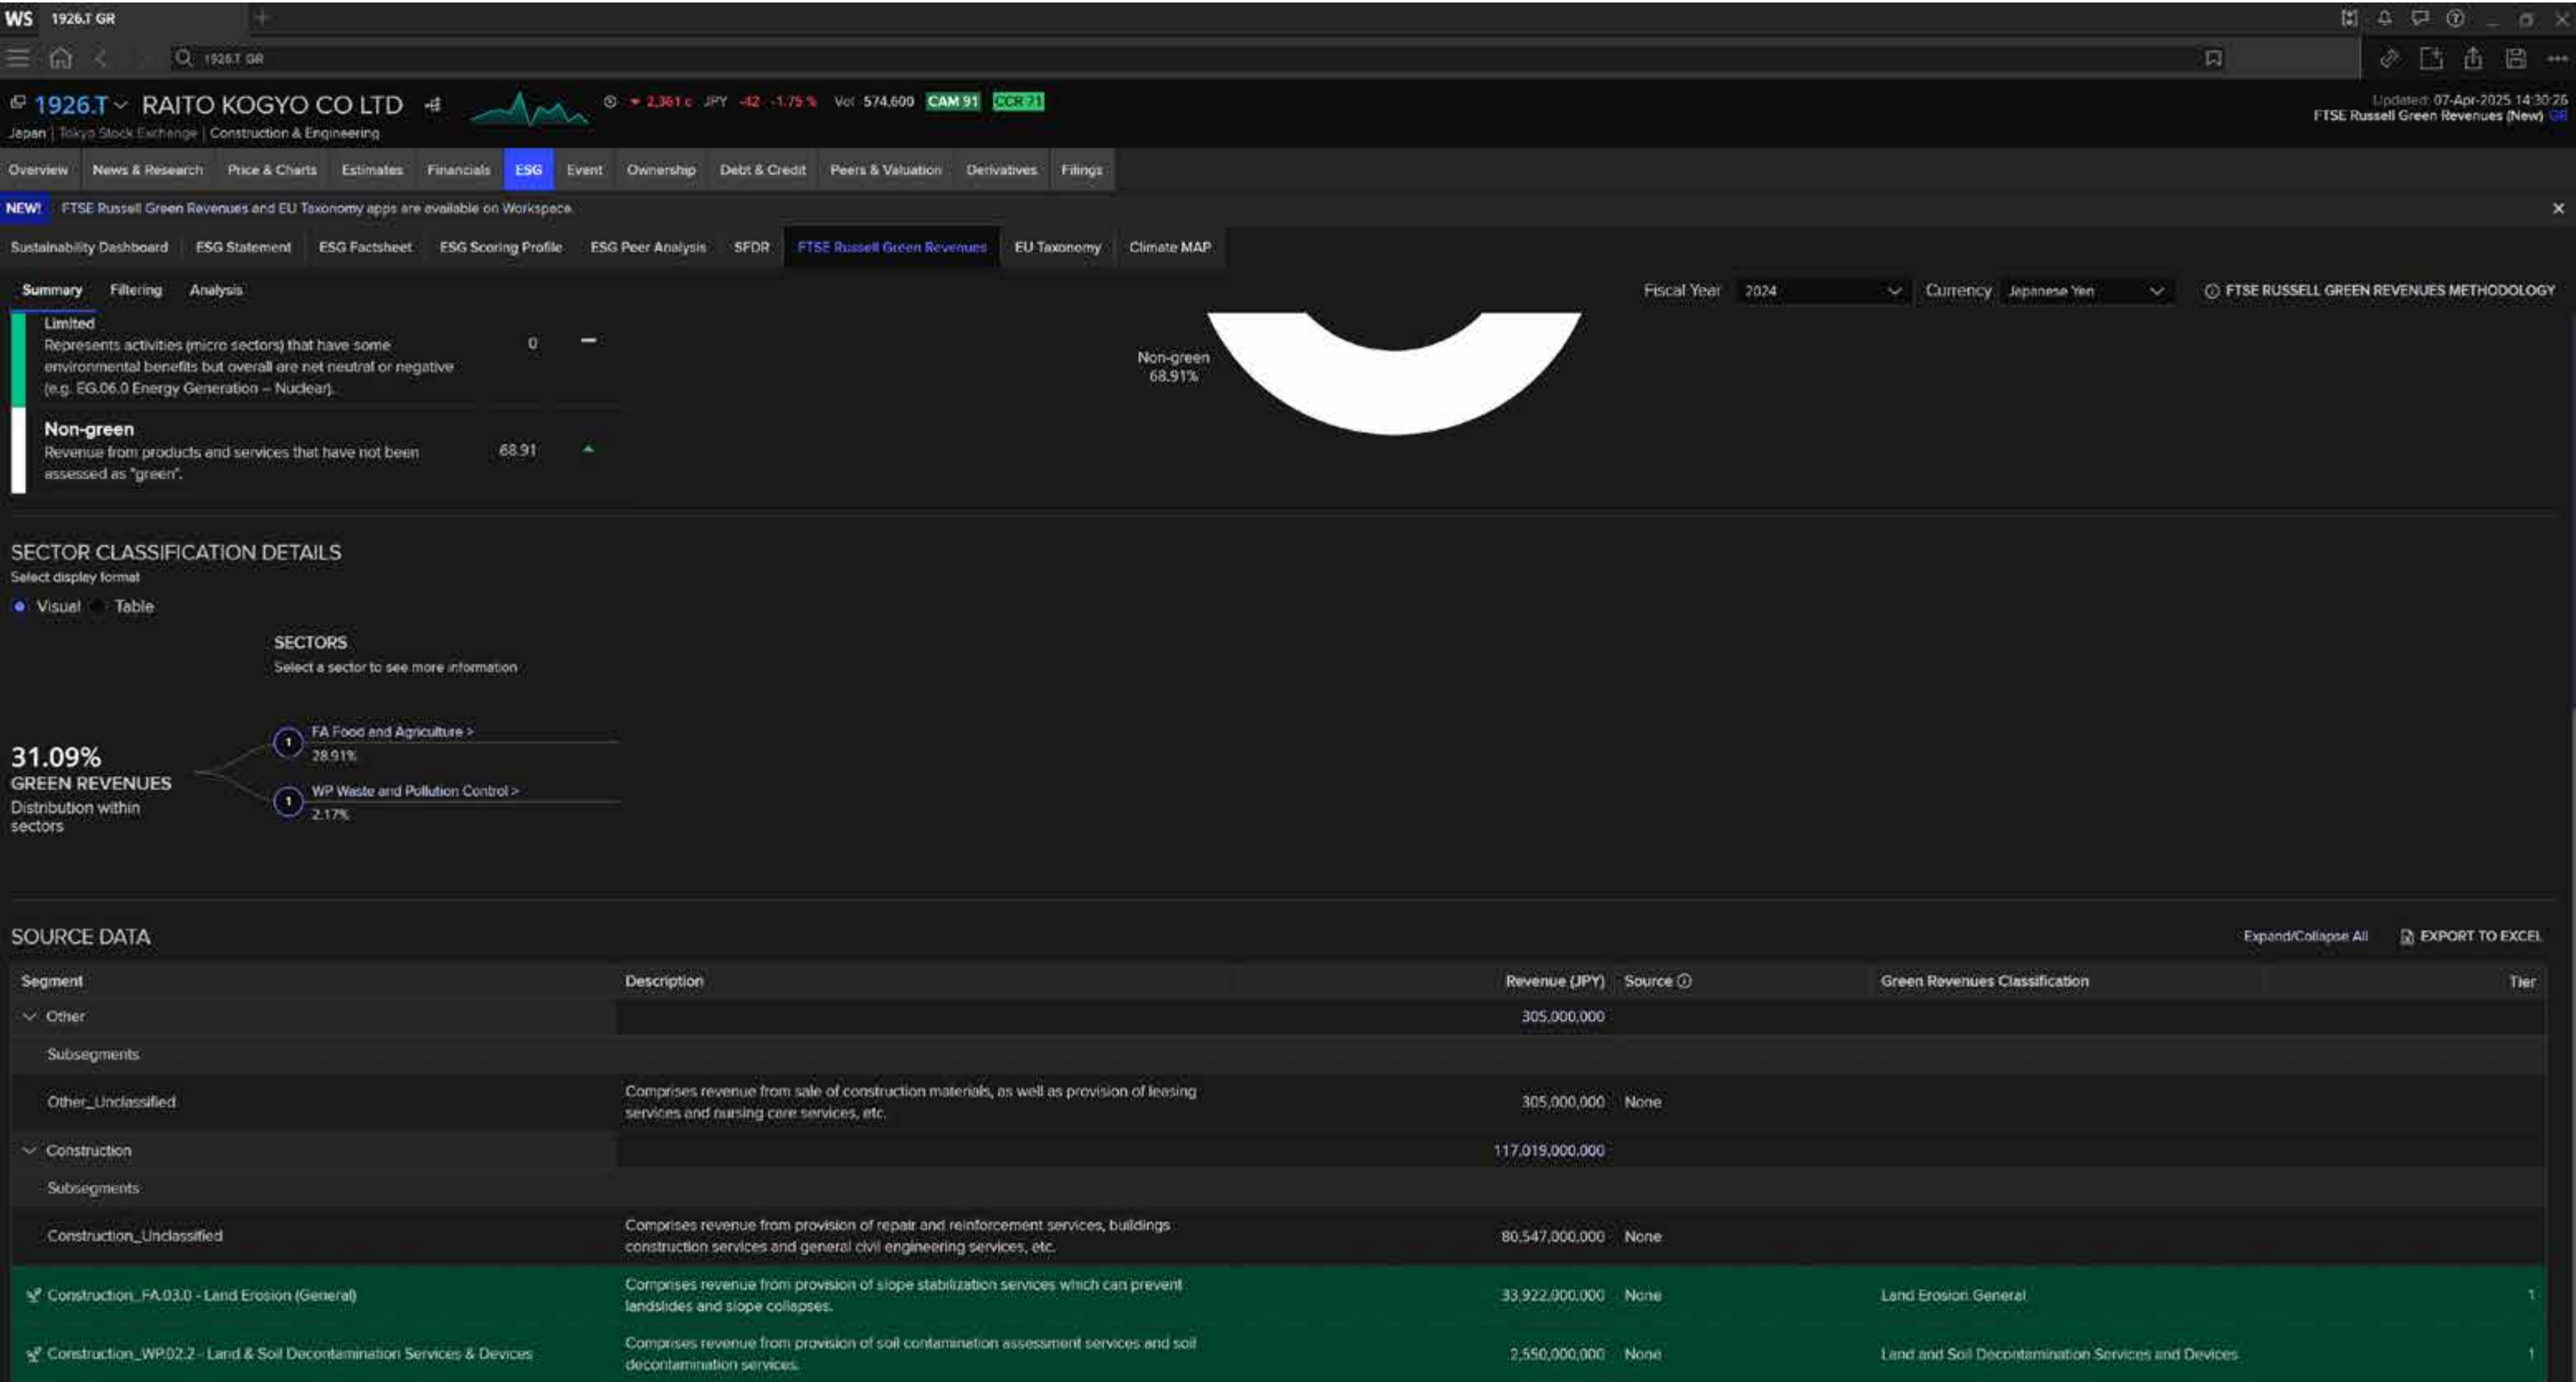 WS 1926.T GR
1926.T GR
1926.T RAITO KOGYO CO LTD 2,361 c JPY -42 -1.75 % Vol 574,600 CAM 91 CCR 71
Updated: 07-Apr-2025 14:30:26
Japan | Tokyo Stock Exchange | Construction & Engineering
FTSE Russell Green Revenues (New) GR
Overview News & Research Price & Charts Estimates Financials ESG Event Ownership Debt & Credit Peers & Valuation Derivatives Filings
NEW! FTSE Russell Green Revenues and EU Taxonomy apps are available on Workspace.
Sustainability Dashboard ESG Statement ESG Factsheet ESG Scoring Profile ESG Peer Analysis SFDR FTSE Russell Green Revenues EU Taxonomy Climate MAP
Summary Filtering Analysis
Fiscal Year 2024 Currency Japanese Yen FTSE RUSSELL GREEN REVENUES METHODOLOGY
Limited
Represents activities (micro sectors) that have some
environmental benefits but overall are net neutral or negative
(e.g. EG.06.0 Energy Generation – Nuclear).
0
Non-green
Revenue from products and services that have not been
assessed as "green".
68.91
Non-green
68.91%
SECTOR CLASSIFICATION DETAILS
Select display format
Visual Table
SECTORS
Select a sector to see more information
31.09%
GREEN REVENUES
Distribution within
sectors
1 FA Food and Agriculture >
28.91%
1 WP Waste and Pollution Control >
2.17%
SOURCE DATA
Expand/Collapse All EXPORT TO EXCEL
Segment Description Revenue (JPY) Source Green Revenues Classification Tier
Other 305,000,000
Subsegments
Other_Unclassified
Comprises revenue from sale of construction materials, as well as provision of leasing
services and nursing care services, etc.
305,000,000 None
Construction 117,019,000,000
Subsegments
Construction_Unclassified
Comprises revenue from provision of repair and reinforcement services, buildings
construction services and general civil engineering services, etc.
80,547,000,000 None
Construction_FA.03.0 - Land Erosion (General)
Comprises revenue from provision of slope stabilization services which can prevent
landslides and slope collapses.
33,922,000,000 None Land Erosion General 1
Construction_WP.02.2 - Land & Soil Decontamination Services & Devices
Comprises revenue from provision of soil contamination assessment services and soil
decontamination services.
2,550,000,000 None Land and Soil Decontamination Services and Devices 1